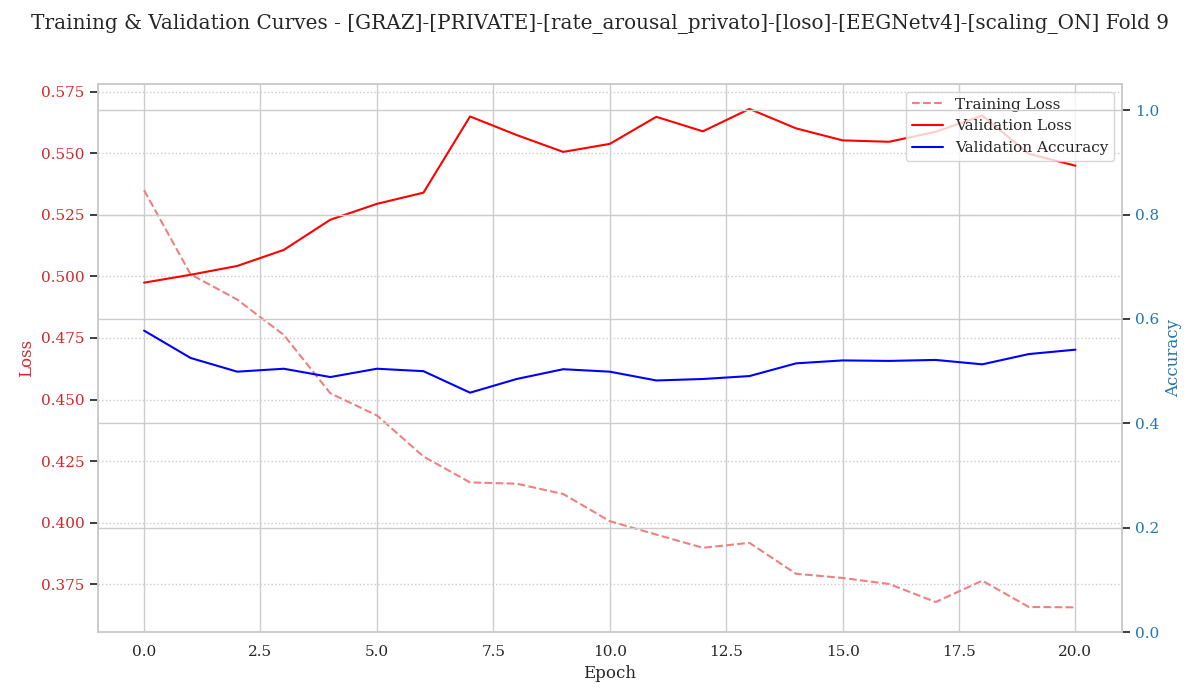 Training & Validation Curves - [GRAZ]-[PRIVATE]-[rate_arousal_privato]-[loso]-[EEGNetv4]-[scaling_ON] Fold 9
Training Loss
Validation Loss
Validation Accuracy
0.575
0.550
0.525
0.500
0.475
0.450
0.425
0.400
0.375
Loss
1.0
0.8
0.6
0.4
0.2
0.0
Accuracy
0.0 2.5 5.0 7.5 10.0 12.5 15.0 17.5 20.0
Epoch